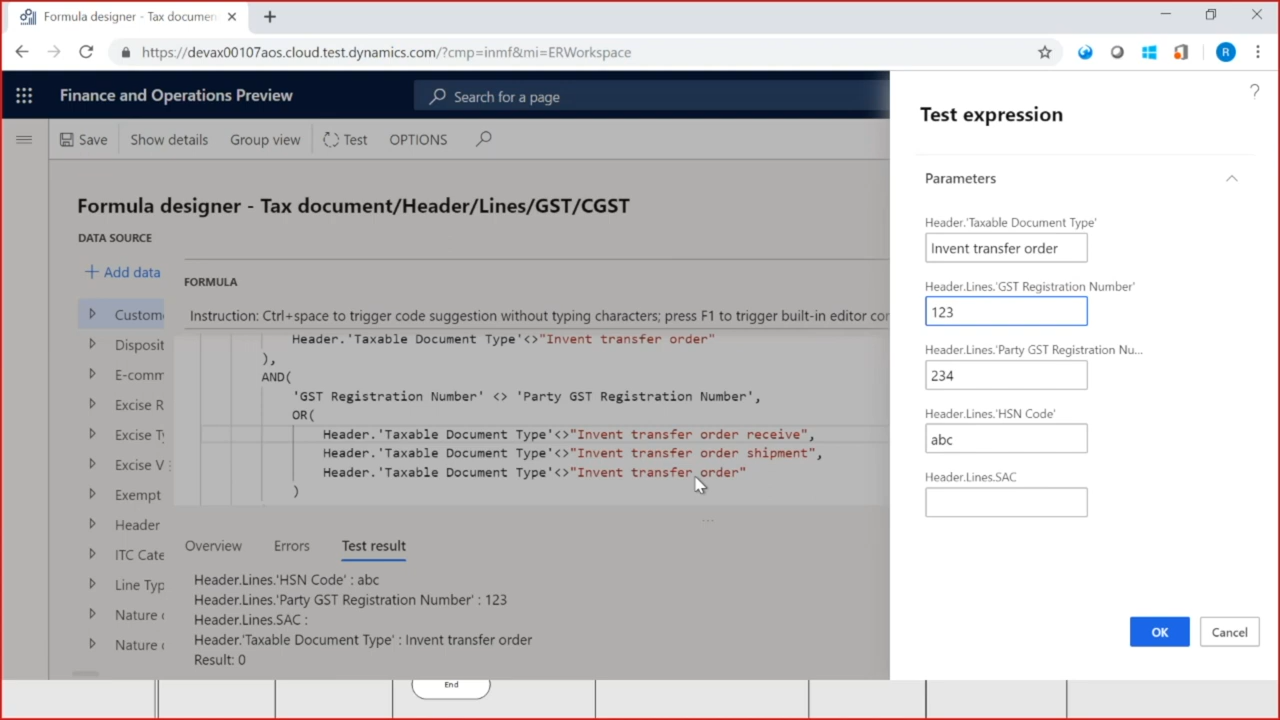 Formula designer - Tax documen
https://devax00107aos.cloud.test.dynamics.com/?cmp=inmf&mi=ERWorkspace
R
Finance and Operations Preview
Search for a page
Save
Show details
Group view
Test
OPTIONS
Formula designer - Tax document/Header/Lines/GST/CGST
DATA SOURCE
+ Add data
Custome
Disposit
E-comm
Excise R
Excise Ty
Excise V
Exempt
Header
ITC Cate
Line Typ
Nature o
Nature o
FORMULA
Instruction: Ctrl+space to trigger code suggestion without typing characters; press F1 to trigger built-in editor con
Header.'Taxable Document Type'<>"Invent transfer order"
),
AND(
'GST Registration Number' <> 'Party GST Registration Number',
OR(
Header.'Taxable Document Type'<>"Invent transfer order receive",
Header.'Taxable Document Type'<>"Invent transfer order shipment",
Header.'Taxable Document Type'<>"Invent transfer order"
)
Overview
Errors
Test result
Header.Lines.'HSN Code' : abc
Header.Lines.'Party GST Registration Number' : 123
Header.Lines.SAC :
Header.'Taxable Document Type' : Invent transfer order
Result: 0
End
?
Test expression
Parameters
Header.'Taxable Document Type'
Invent transfer order
Header.Lines.'GST Registration Number'
123
Header.Lines.'Party GST Registration Nu...
234
Header.Lines.'HSN Code'
abc
Header.Lines.SAC
OK
Cancel